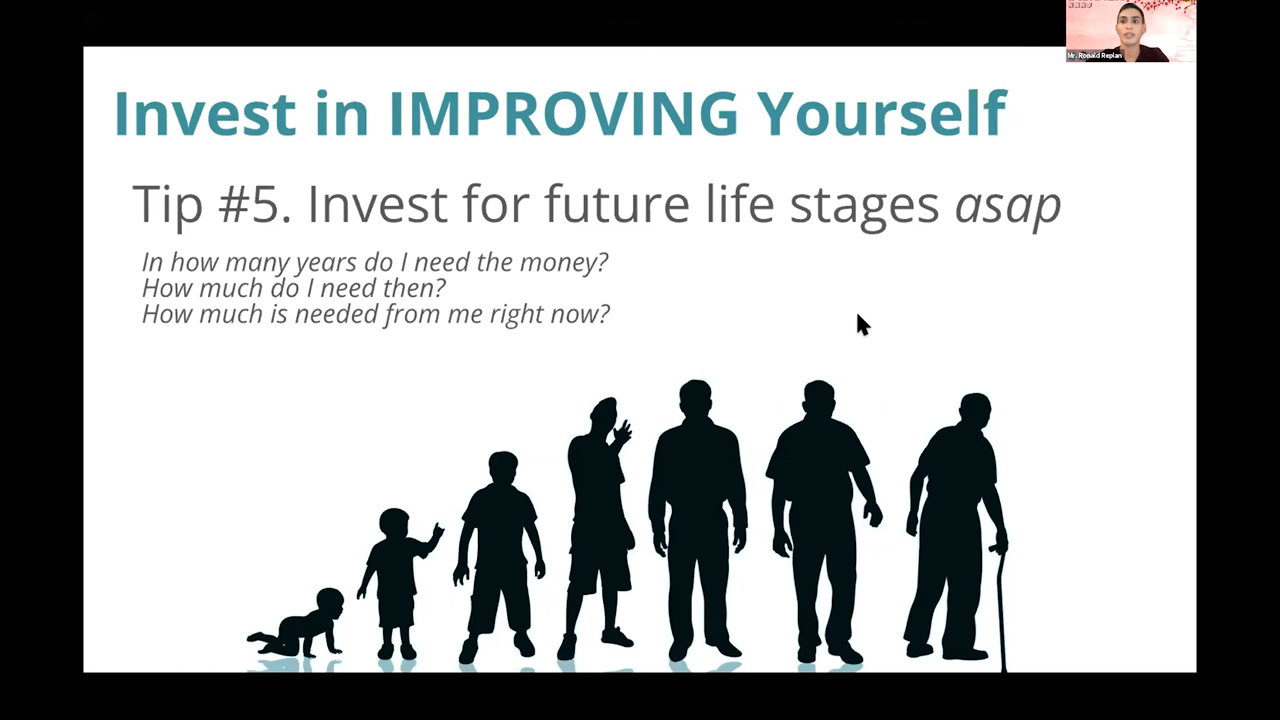 Invest in IMPROVING Yourself
Tip #5. Invest for future life stages asap
In how many years do I need the money?
How much do I need then?
How much is needed from me right now?
Mr. Ronald Replan